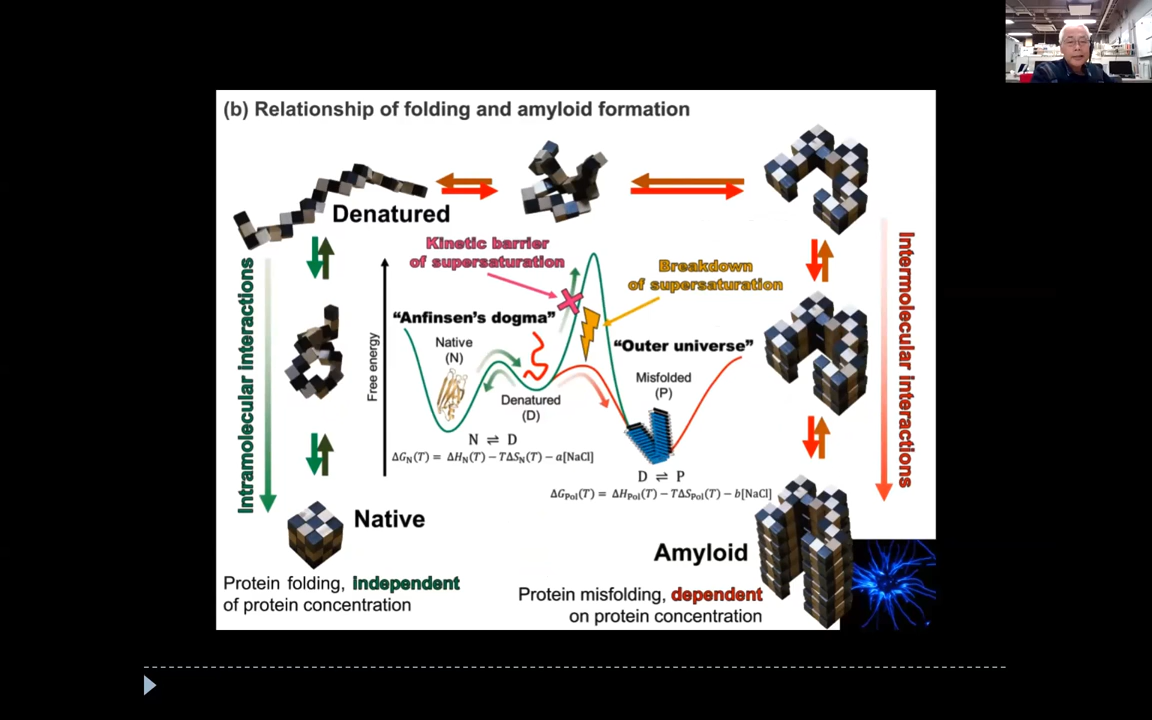 (b) Relationship of folding and amyloid formation
Denatured
Kinetic barrier
of supersaturation
Breakdown
of supersaturation
Intramolecular interactions
Intermolecular interactions
Free energy
“Anfinsen’s dogma”
“Outer universe”
Native
(N)
Misfolded
(P)
Denatured
(D)
N ⇌ D
ΔG_N(T) = ΔH_N(T) − TΔS_N(T) − a[NaCl]
D ⇌ P
ΔG_Pol(T) = ΔH_Pol(T) − TΔS_Pol(T) − b[NaCl]
Native
Amyloid
Protein folding, independent
of protein concentration
Protein misfolding, dependent
on protein concentration